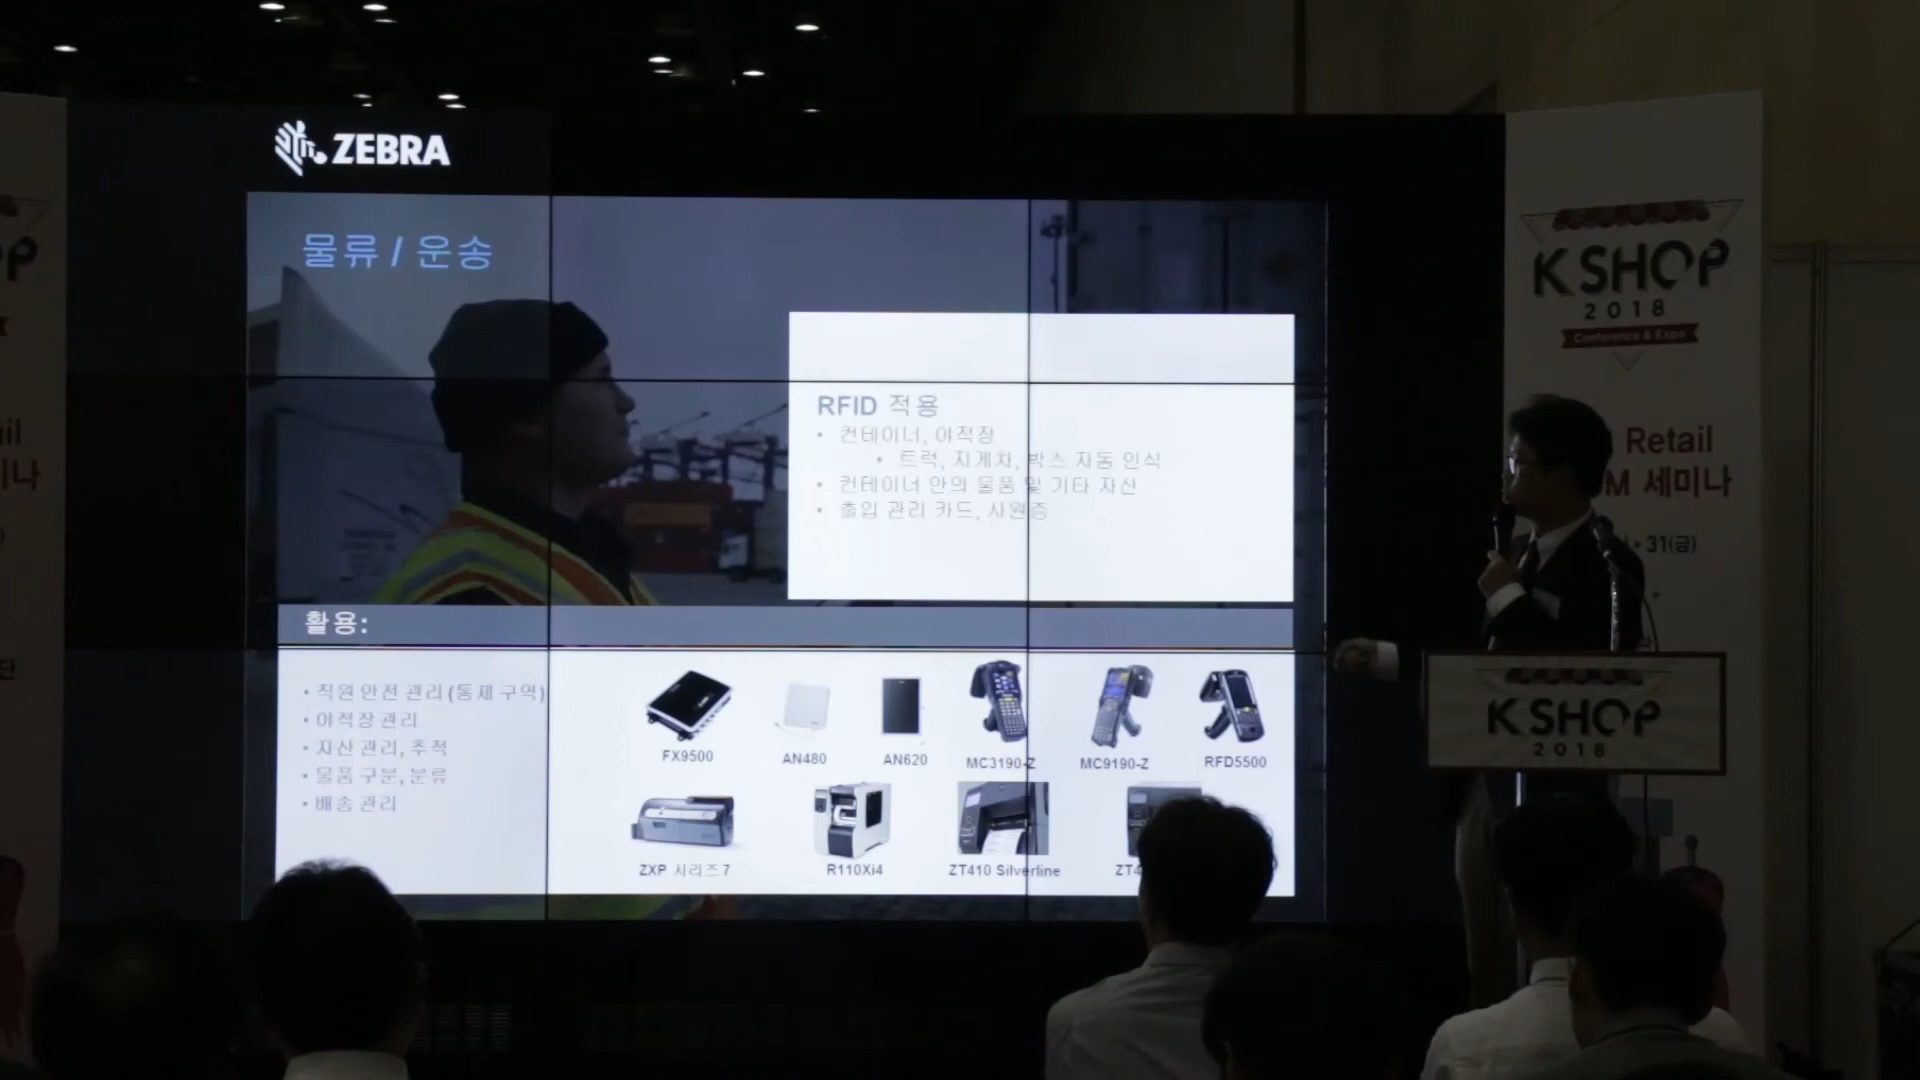 ZEBRA
물류 / 운송
RFID 적용
• 컨테이너, 야적장
• 트럭, 지게차, 박스 자동 인식
• 컨테이너 안의 물품 및 기타 자산
• 출입 관리 카드, 사원증
활용:
• 직원 안전 관리 (통제 구역)
• 야적장 관리
• 자산 관리, 추적
• 물품 구분, 분류
• 배송 관리
FX9500
AN480
AN620
MC3190-Z
MC9190-Z
RFD5500
ZXP 시리즈 7
R110Xi4
ZT410 Silverline
ZT4
K SHOP
2018
Conference & Expo
Retail
M 세미나
31(금)
K SHOP
2018